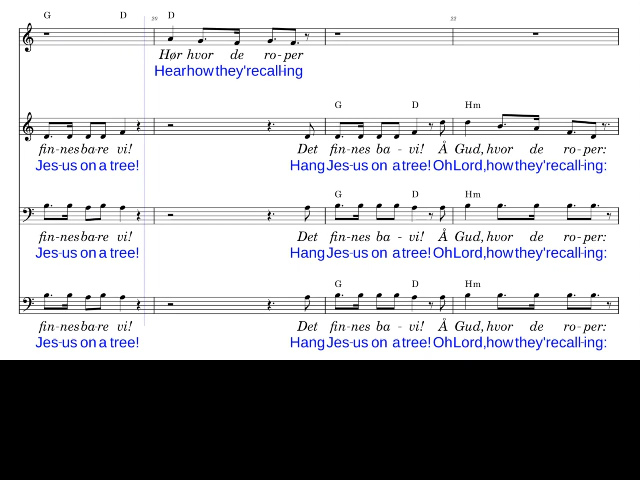 G D D
Hør hvor de ro-per
Hear how they're call-ing
G D Hm
fin-nes ba-re vi! Det fin-nes ba - vi! Å Gud, hvor de ro-per:
Jes-us on a tree! Hang Jes-us on a tree! Oh Lord, how they're call-ing:
G D Hm
fin-nes ba-re vi! Det fin-nes ba - vi! Å Gud, hvor de ro-per:
Jes-us on a tree! Hang Jes-us on a tree! Oh Lord, how they're call-ing:
G D Hm
fin-nes ba-re vi! Det fin-nes ba - vi! Å Gud, hvor de ro-per:
Jes-us on a tree! Hang Jes-us on a tree! Oh Lord, how they're call-ing: